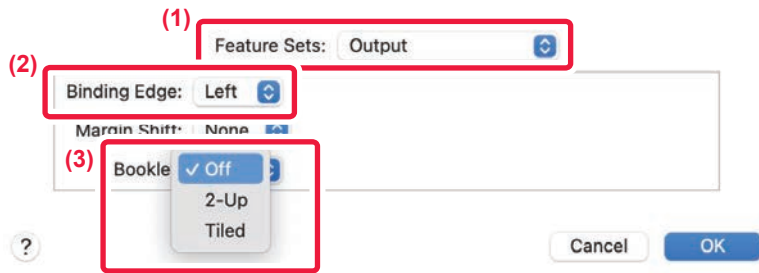 (1)
Feature Sets: Output
(2)
Binding Edge: Left
Margin Shift: None
(3)
Bookle ✓ Off
2-Up
Tiled
? Cancel OK